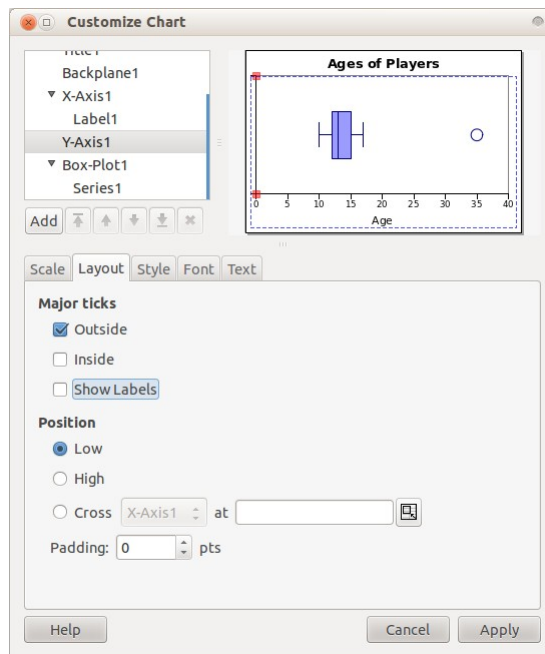 Customize Chart
Title1
Backplane1
X-Axis1
Label1
Y-Axis1
Box-Plot1
Series1
Add
Ages of Players
0 5 10 15 20 25 30 35 40
Age
Scale Layout Style Font Text
Major ticks
Outside
Inside
Show Labels
Position
Low
High
Cross X-Axis1 at
Padding: 0 pts
Help Cancel Apply